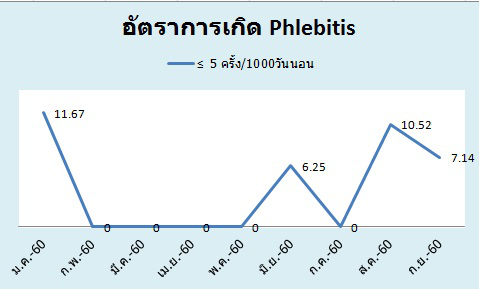 อัตราการเกิด Phlebitis
≤ 5 ครั้ง/1000วันนอน
11.67
0
0
0
0
6.25
0
10.52
7.14
ม.ค.-60
ก.พ.-60
มี.ค.-60
เม.ย.-60
พ.ค.-60
มิ.ย.-60
ก.ค.-60
ส.ค.-60
ก.ย.-60